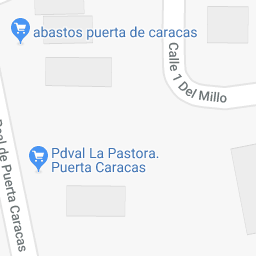 abastos puerta de caracas
Calle 1 Del Millo
Pdval La Pastora.
Puerta Caracas
de Puerta Caracas